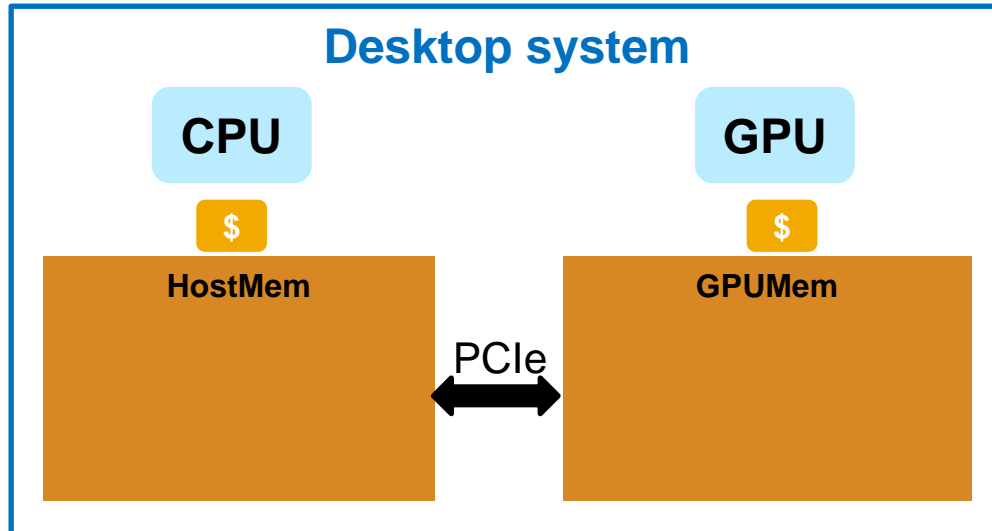 Desktop system
CPU
GPU
$
$
HostMem
GPUMem
PCIe